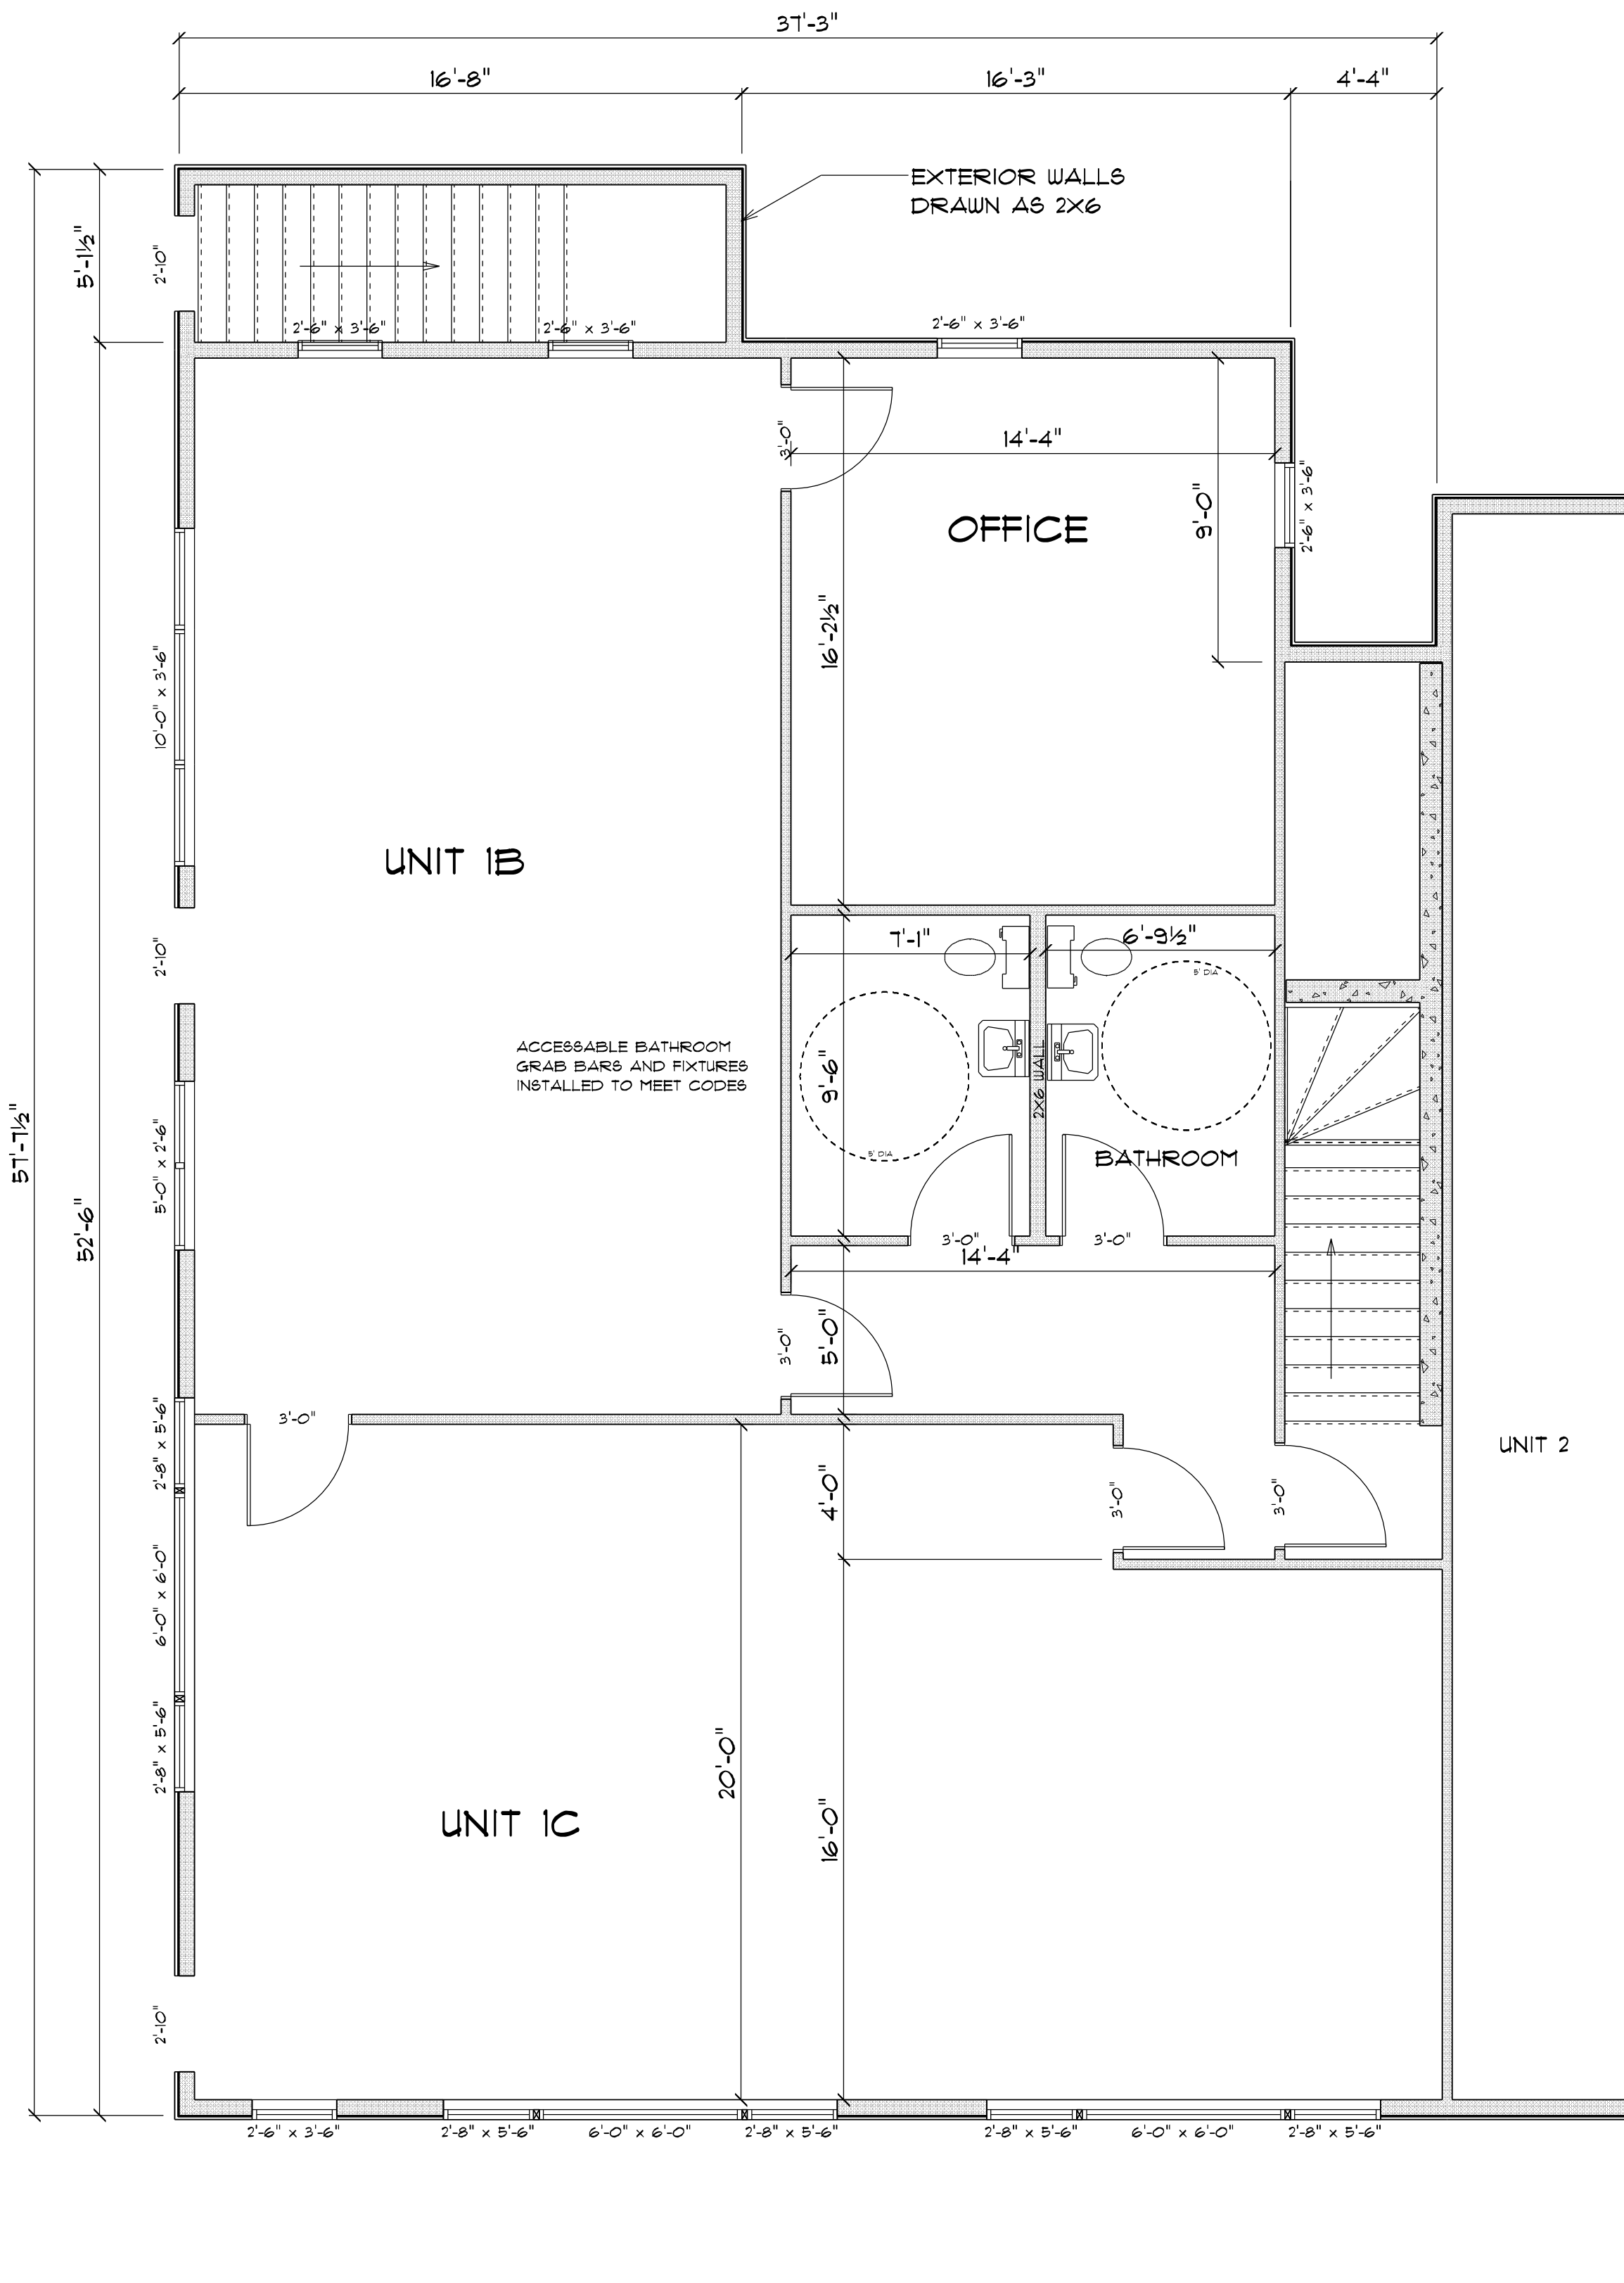 37'-3"
16'-8"
16'-3"
4'-4"
EXTERIOR WALLS
DRAWN AS 2X6
5'-1½"
2'-10"
2'-6" x 3'-6"
2'-6" x 3'-6"
2'-6" x 3'-6"
3'-0"
14'-4"
9'-0"
2'-6" x 3'-6"
OFFICE
16'-2½"
10'-0" x 3'-6"
UNIT 1B
2'-10"
7'-1"
6'-9½"
5' DIA
ACCESSABLE BATHROOM
GRAB BARS AND FIXTURES
INSTALLED TO MEET CODES
9'-6"
2X6 WALL
57'-7½"
5'-0" x 2'-6"
5' DIA
BATHROOM
52'-6"
3'-0"
3'-0"
14'-4"
3'-0"
5'-0"
3'-0"
2'-8" x 5'-6"
UNIT 2
4'-0"
3'-0"
3'-0"
6'-0" x 6'-0"
2'-8" x 5'-6"
20'-0"
UNIT 1C
16'-0"
2'-10"
2'-6" x 3'-6"
2'-8" x 5'-6"
6'-0" x 6'-0"
2'-8" x 5'-6"
2'-8" x 5'-6"
6'-0" x 6'-0"
2'-8" x 5'-6"